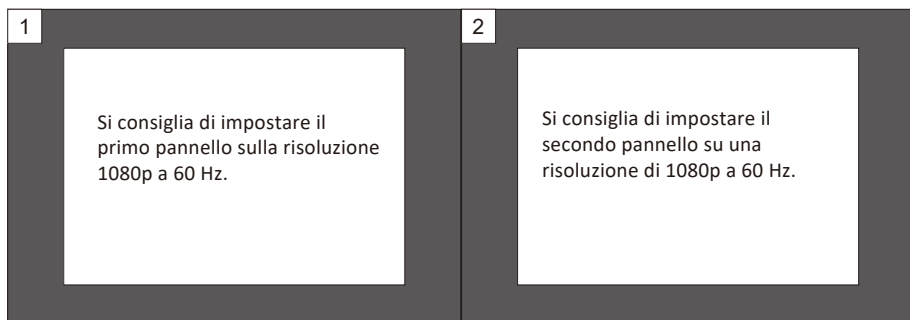 1
Si consiglia di impostare il
primo pannello sulla risoluzione
1080p a 60 Hz.
2
Si consiglia di impostare il
secondo pannello su una
risoluzione di 1080p a 60 Hz.